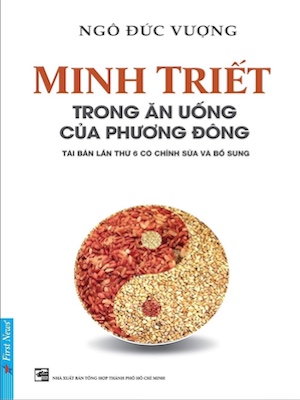 NGÔ ĐỨC VƯỢNG
MINH TRIẾT
TRONG ĂN UỐNG
CỦA PHƯƠNG ĐÔNG
TÁI BẢN LẦN THỨ 6 CÓ CHỈNH SỬA VÀ BỔ SUNG
First News
NHÀ XUẤT BẢN TỔNG HỢP THÀNH PHỐ HỒ CHÍ MINH